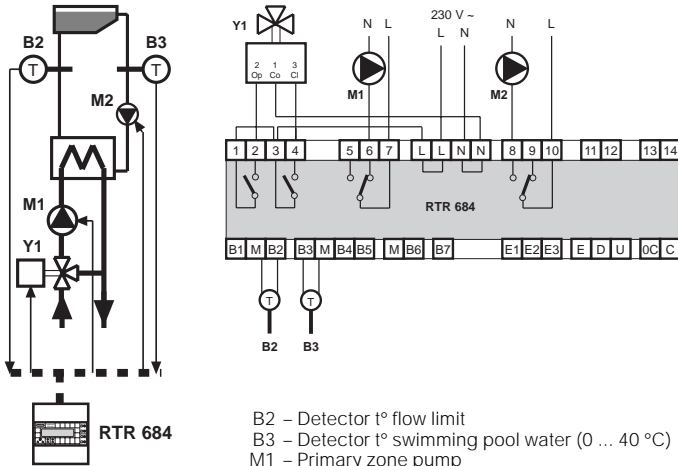 B2
B3
T
T
M2
M1
Y1
RTR 684
Y1
2 1 3
Op Co Cl
N L
M1
230 V ~
L N
N L
M2
1 2 3 4 5 6 7 L L N N 8 9 10 11 12 13 14
RTR 684
B1 M B2 B3 M B4 B5 M B6 B7 E1 E2 E3 E D U 0C C
T
T
B2
B3
B2 – Detector t° flow limit
B3 – Detector t° swimming pool water (0 ... 40 °C)
M1 – Primary zone pump